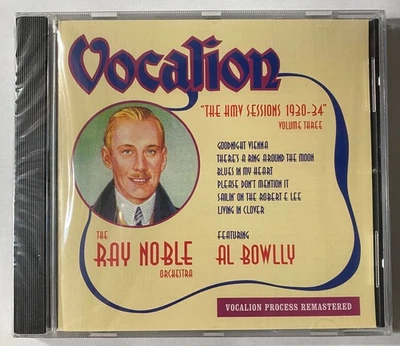 Vocalion
"THE HMV SESSIONS 1930-34"
VOLUME THREE
GOODNIGHT VIENNA
THERE'S A RING AROUND THE MOON
BLUES IN MY HEART
PLEASE DON'T MENTION IT
SAILIN' ON THE ROBERT E LEE
LIVING IN CLOVER
THE
RAY NOBLE
ORCHESTRA
FEATURING
AL BOWLLY
VOCALION PROCESS REMASTERED